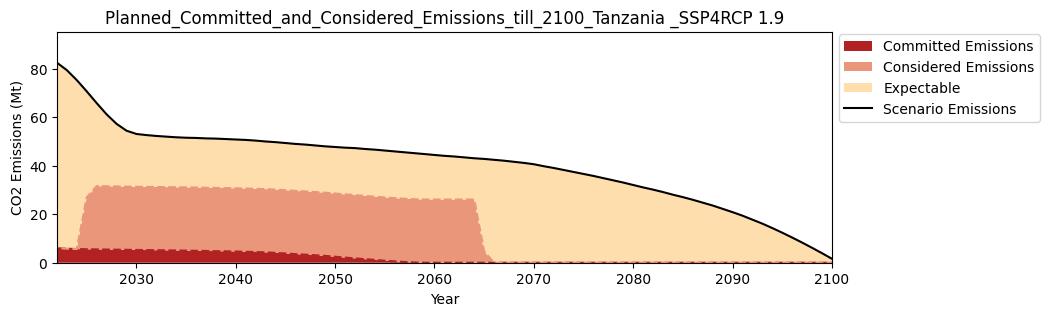 Planned_Committed_and_Considered_Emissions_till_2100_Tanzania _SSP4RCP 1.9
CO2 Emissions (Mt)
80
60
40
20
0
2030 2040 2050 2060 2070 2080 2090 2100
Year
Committed Emissions
Considered Emissions
Expectable
Scenario Emissions